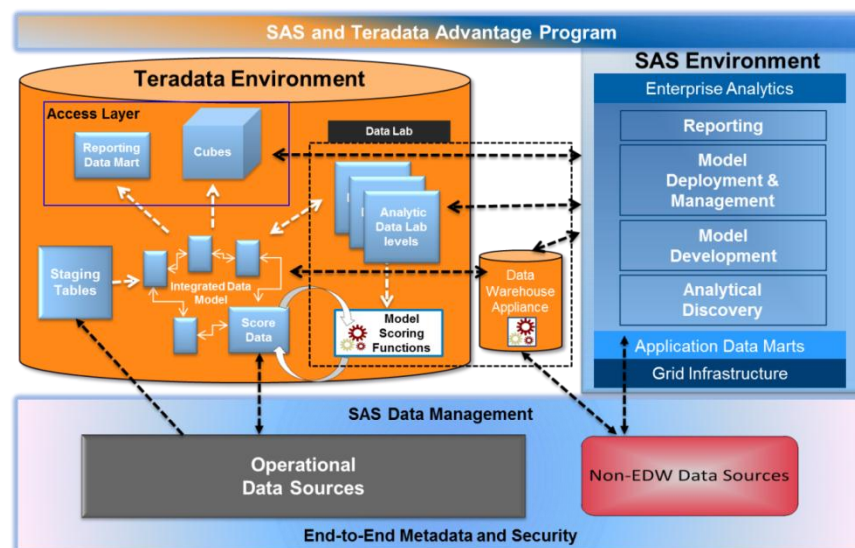 SAS and Teradata Advantage Program
Teradata Environment
Access Layer
Reporting
Data Mart
Cubes
Data Lab
Analytic
Data Lab
levels
Staging
Tables
Integrated Data
Model
Score
Data
Model
Scoring
Functions
Data
Warehouse
Appliance
SAS Environment
Enterprise Analytics
Reporting
Model
Deployment &
Management
Model
Development
Analytical
Discovery
Application Data Marts
Grid Infrastructure
SAS Data Management
Operational
Data Sources
Non-EDW Data Sources
End-to-End Metadata and Security